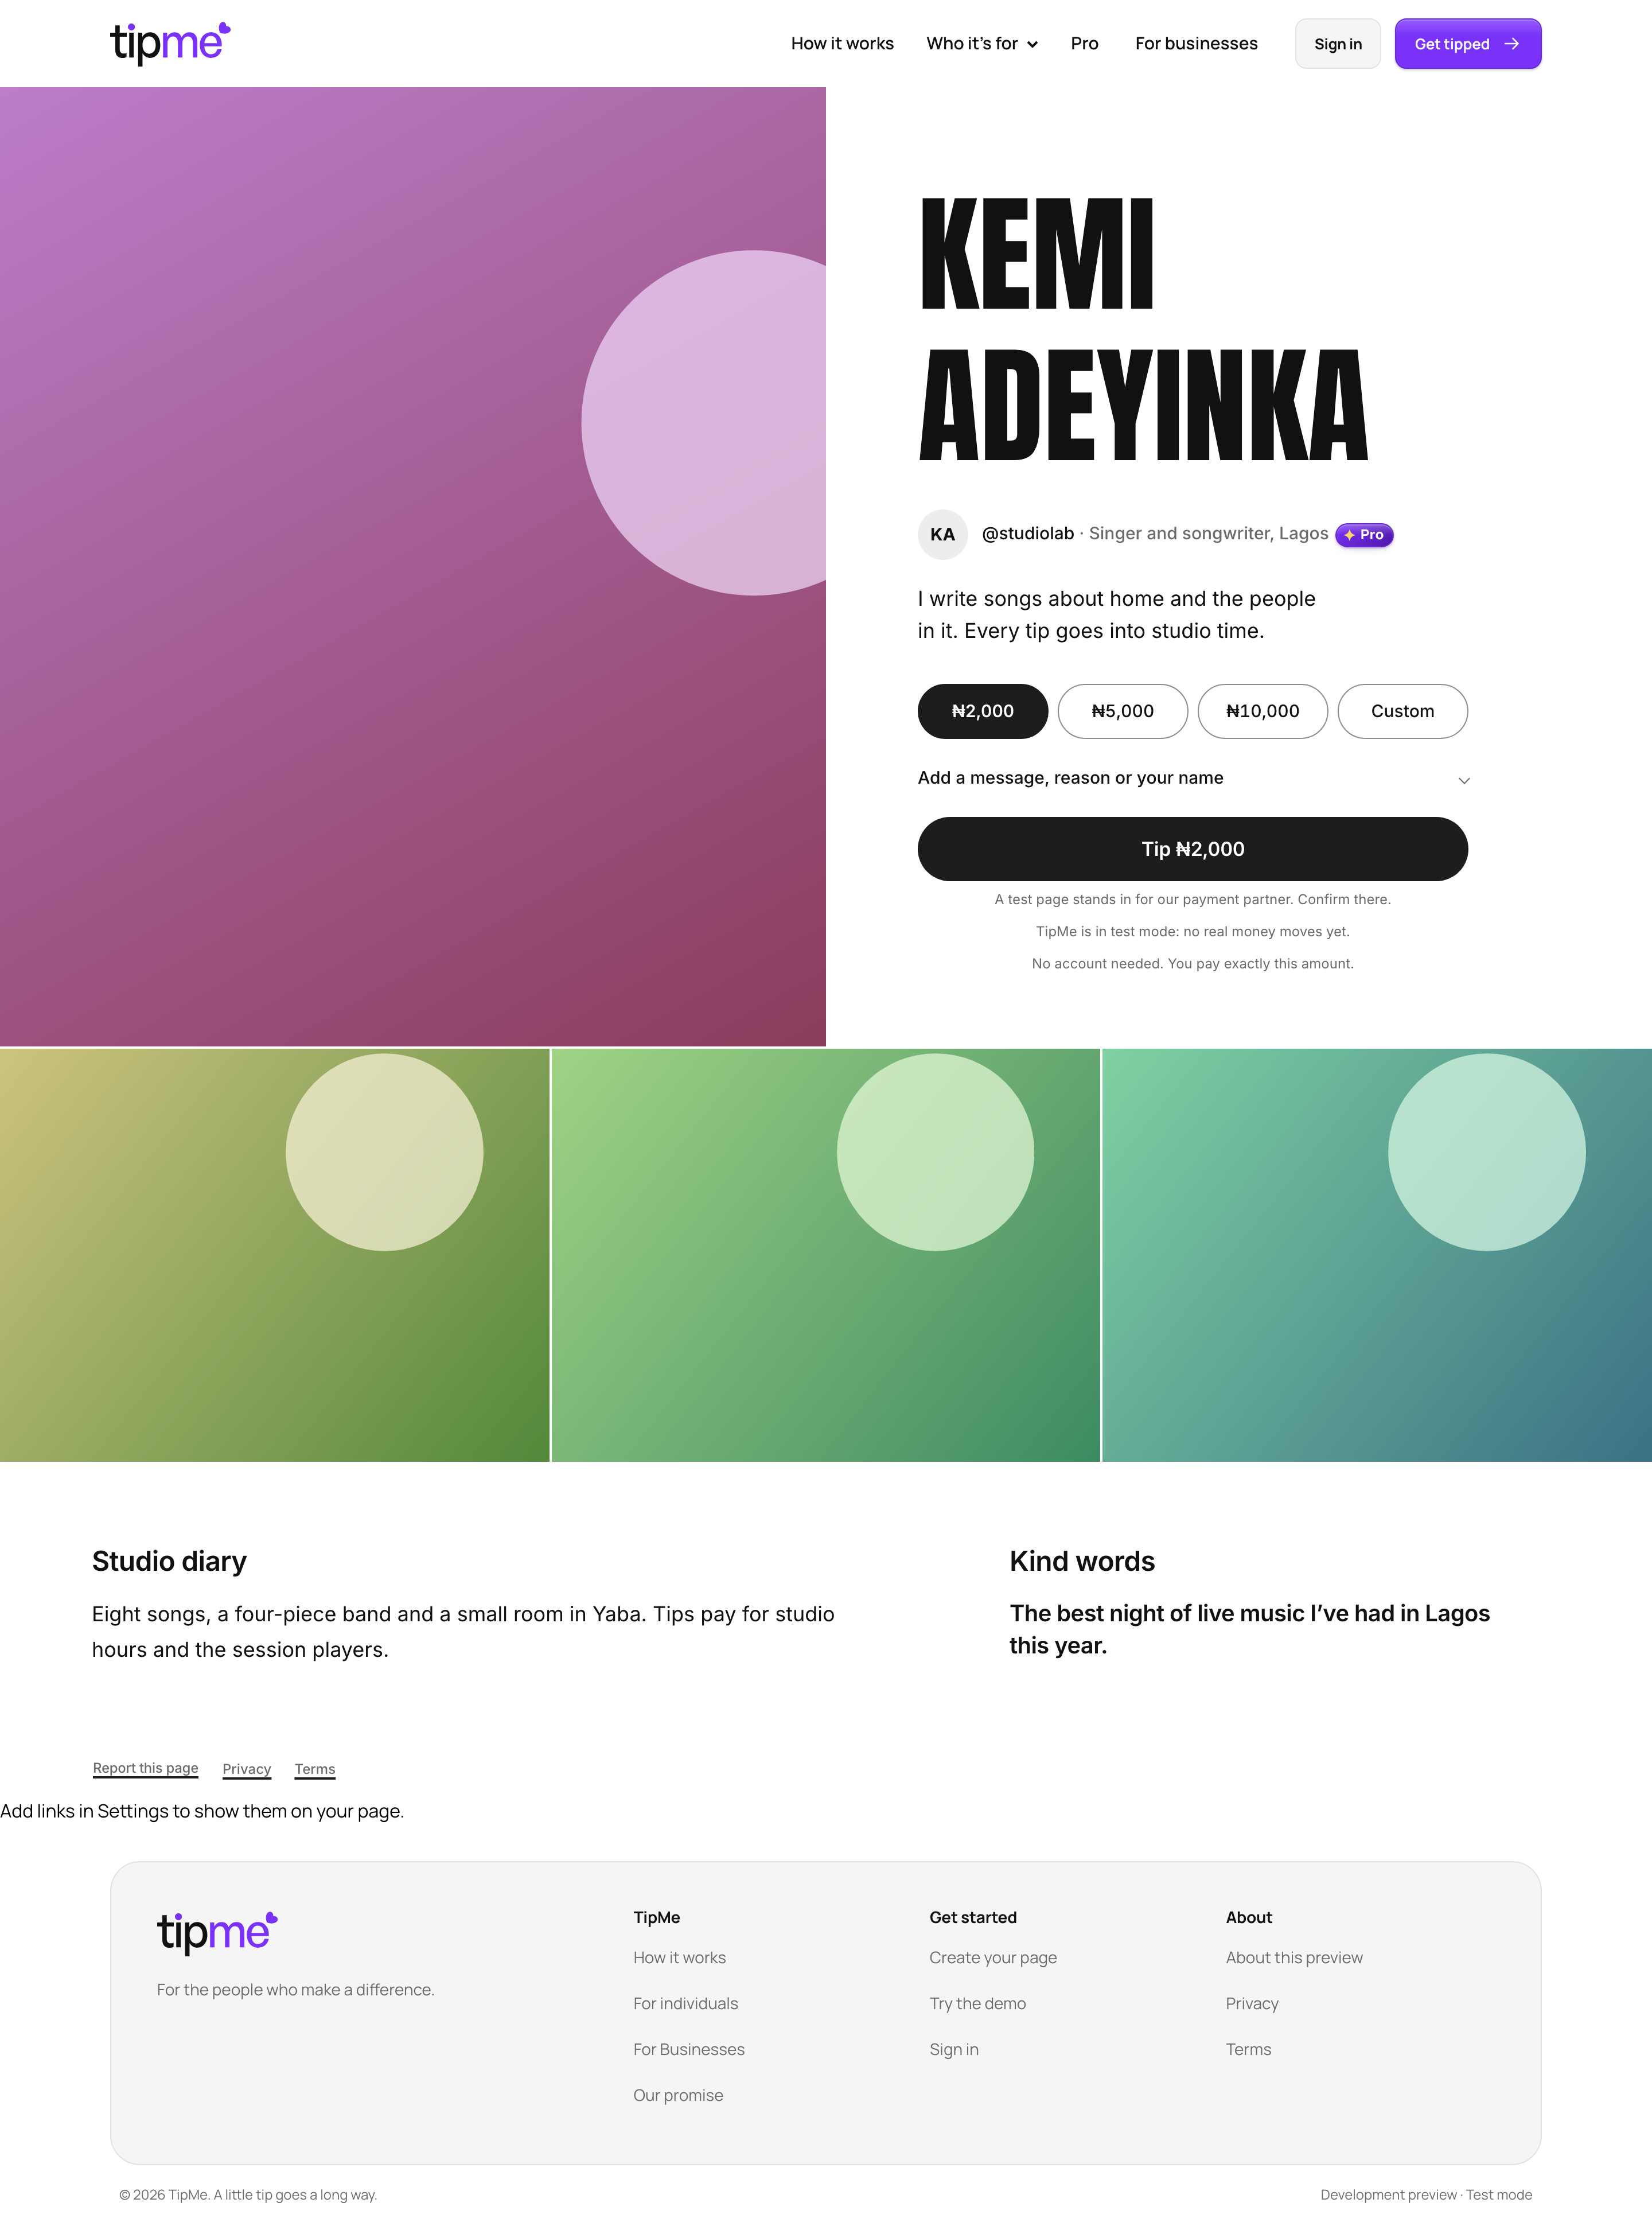 tipme
How it works
Who it's for
Pro
For businesses
Sign in
Get tipped
KEMI
ADEYINKA
KA
@studiolab · Singer and songwriter, Lagos
Pro
I write songs about home and the people
in it. Every tip goes into studio time.
₦2,000
₦5,000
₦10,000
Custom
Add a message, reason or your name
Tip ₦2,000
A test page stands in for our payment partner. Confirm there.
TipMe is in test mode: no real money moves yet.
No account needed. You pay exactly this amount.
Studio diary
Eight songs, a four-piece band and a small room in Yaba. Tips pay for studio
hours and the session players.
Kind words
The best night of live music I’ve had in Lagos
this year.
Report this page
Privacy
Terms
Add links in Settings to show them on your page.
tipme
For the people who make a difference.
TipMe
How it works
For individuals
For Businesses
Our promise
Get started
Create your page
Try the demo
Sign in
About
About this preview
Privacy
Terms
© 2026 TipMe. A little tip goes a long way.
Development preview · Test mode